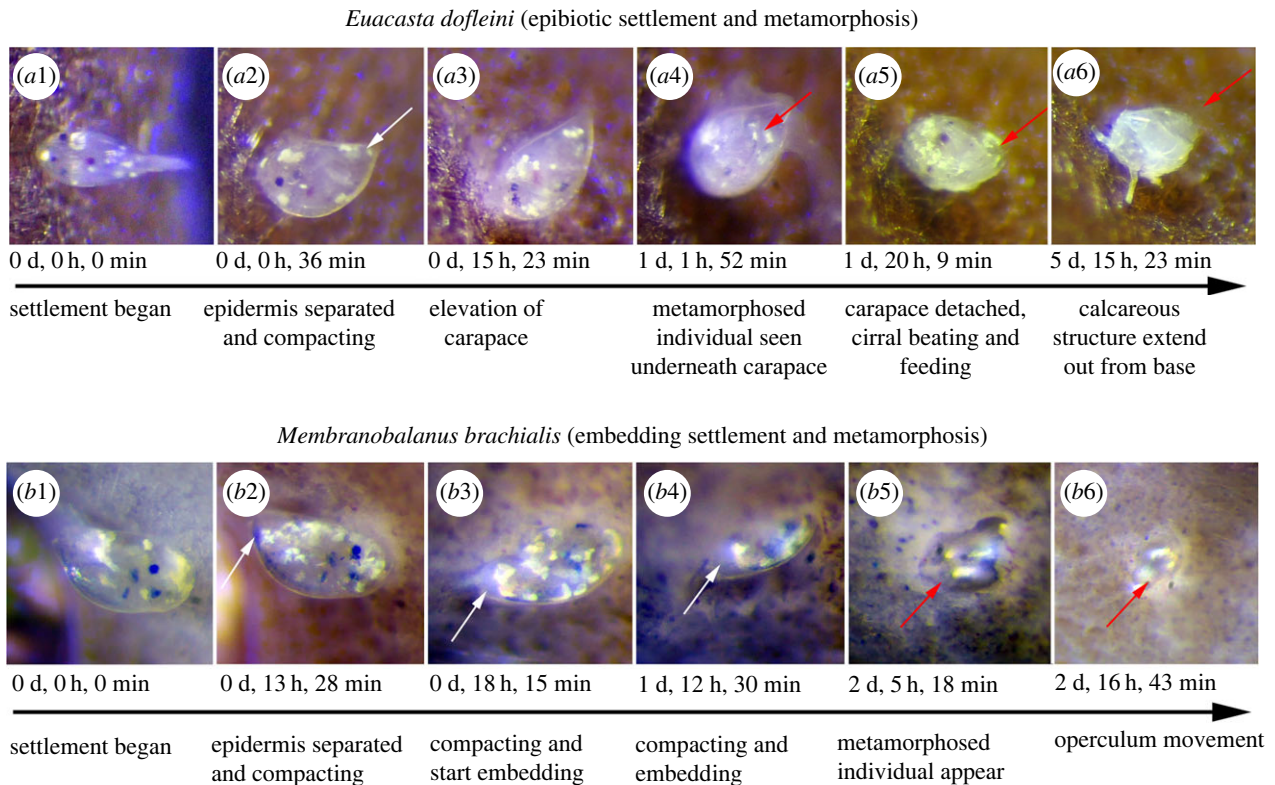 Euacasta dofleini (epibiotic settlement and metamorphosis)
(a1) (a2) (a3) (a4) (a5) (a6)
0 d, 0 h, 0 min 0 d, 0 h, 36 min 0 d, 15 h, 23 min 1 d, 1 h, 52 min 1 d, 20 h, 9 min 5 d, 15 h, 23 min
settlement began
epidermis separated
and compacting
elevation of
carapace
metamorphosed
individual seen
underneath carapace
carapace detached,
cirral beating and
feeding
calcareous
structure extend
out from base
Membranobalanus brachialis (embedding settlement and metamorphosis)
(b1) (b2) (b3) (b4) (b5) (b6)
0 d, 0 h, 0 min 0 d, 13 h, 28 min 0 d, 18 h, 15 min 1 d, 12 h, 30 min 2 d, 5 h, 18 min 2 d, 16 h, 43 min
settlement began
epidermis separated
and compacting
compacting and
start embedding
compacting and
embedding
metamorphosed
individual appear
operculum movement